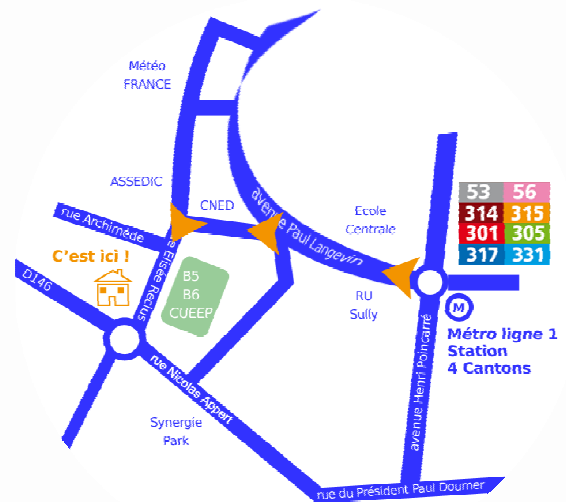 Météo
FRANCE
ASSEDIC
CNED
rue Archimède
C'est ici !
D146
e Elisée Reclus
B5
B6
CUEEP
avenue Paul Langevin
Ecole
Centrale
53 56
314 315
301 305
317 331
RU
Sully
M
Métro ligne 1
Station
4 Cantons
avenue Henri Poincarré
rue Nicolas Appert
Synergie
Park
rue du Président Paul Doumer